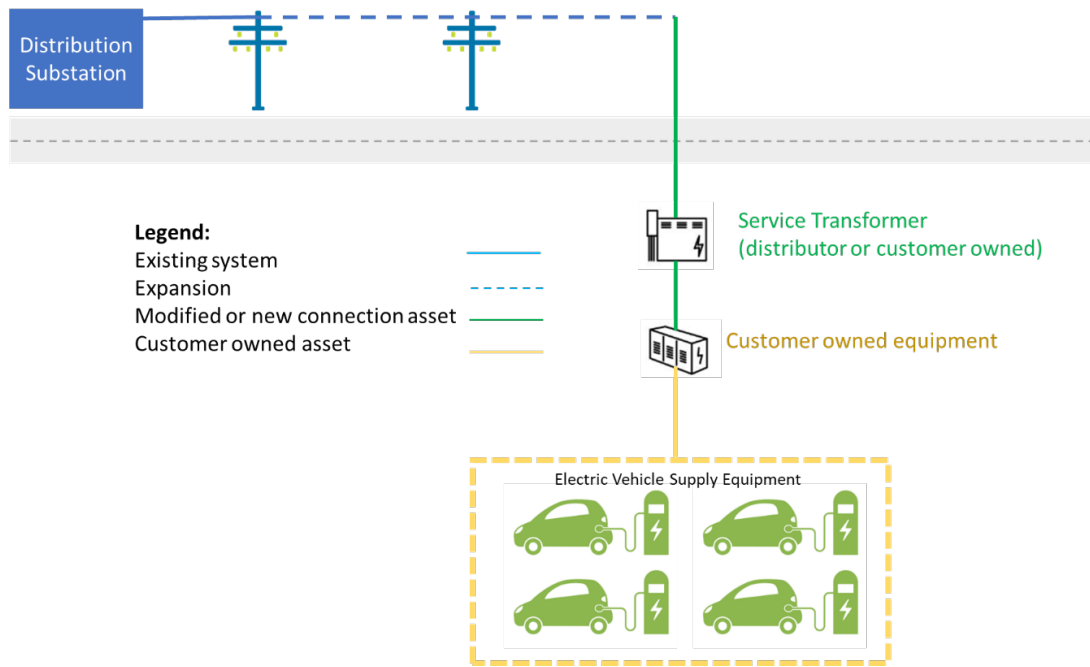 Distribution
Substation
Service Transformer
(distributor or customer owned)
Legend:
Existing system
Expansion
Modified or new connection asset
Customer owned asset
Customer owned equipment
Electric Vehicle Supply Equipment